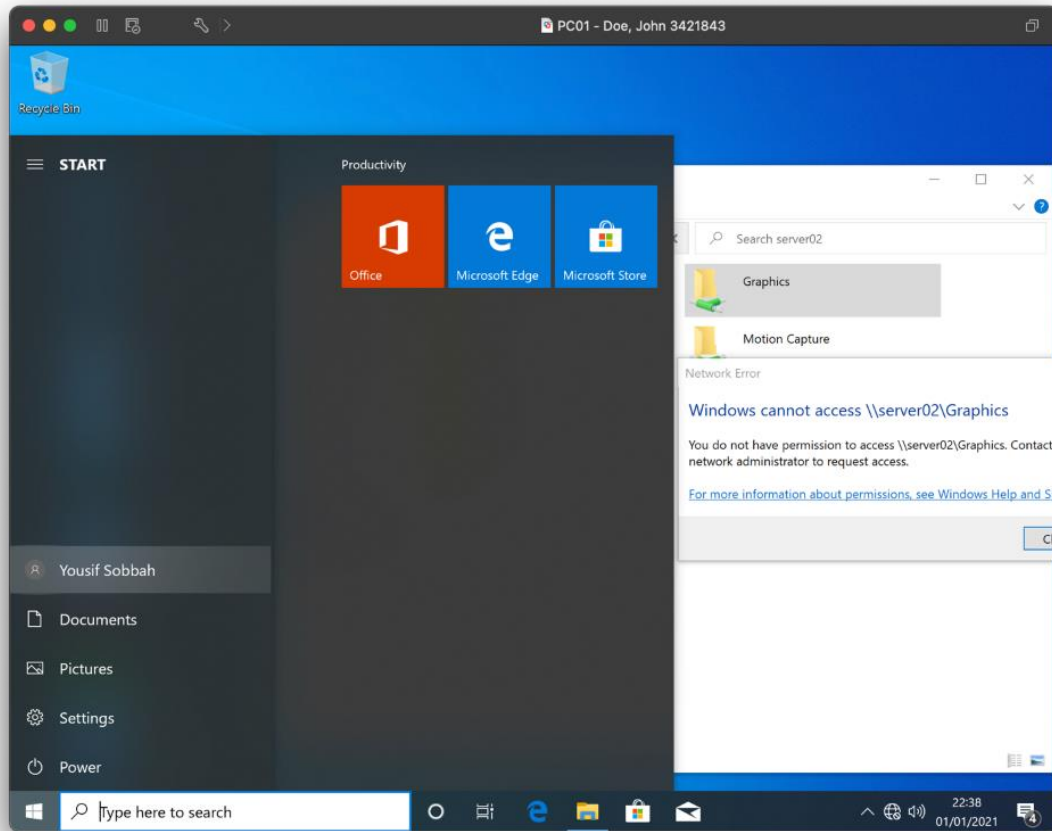 PC01 - Doe, John 3421843
Recycle Bin
START
Productivity
Office
Microsoft Edge
Microsoft Store
Search server02
Graphics
Motion Capture
Network Error
Windows cannot access \\server02\Graphics
You do not have permission to access \\server02\Graphics. Contact
network administrator to request access.
For more information about permissions, see Windows Help and S
Cl
Yousif Sobbah
Documents
Pictures
Settings
Power
Type here to search
22:38
01/01/2021
4